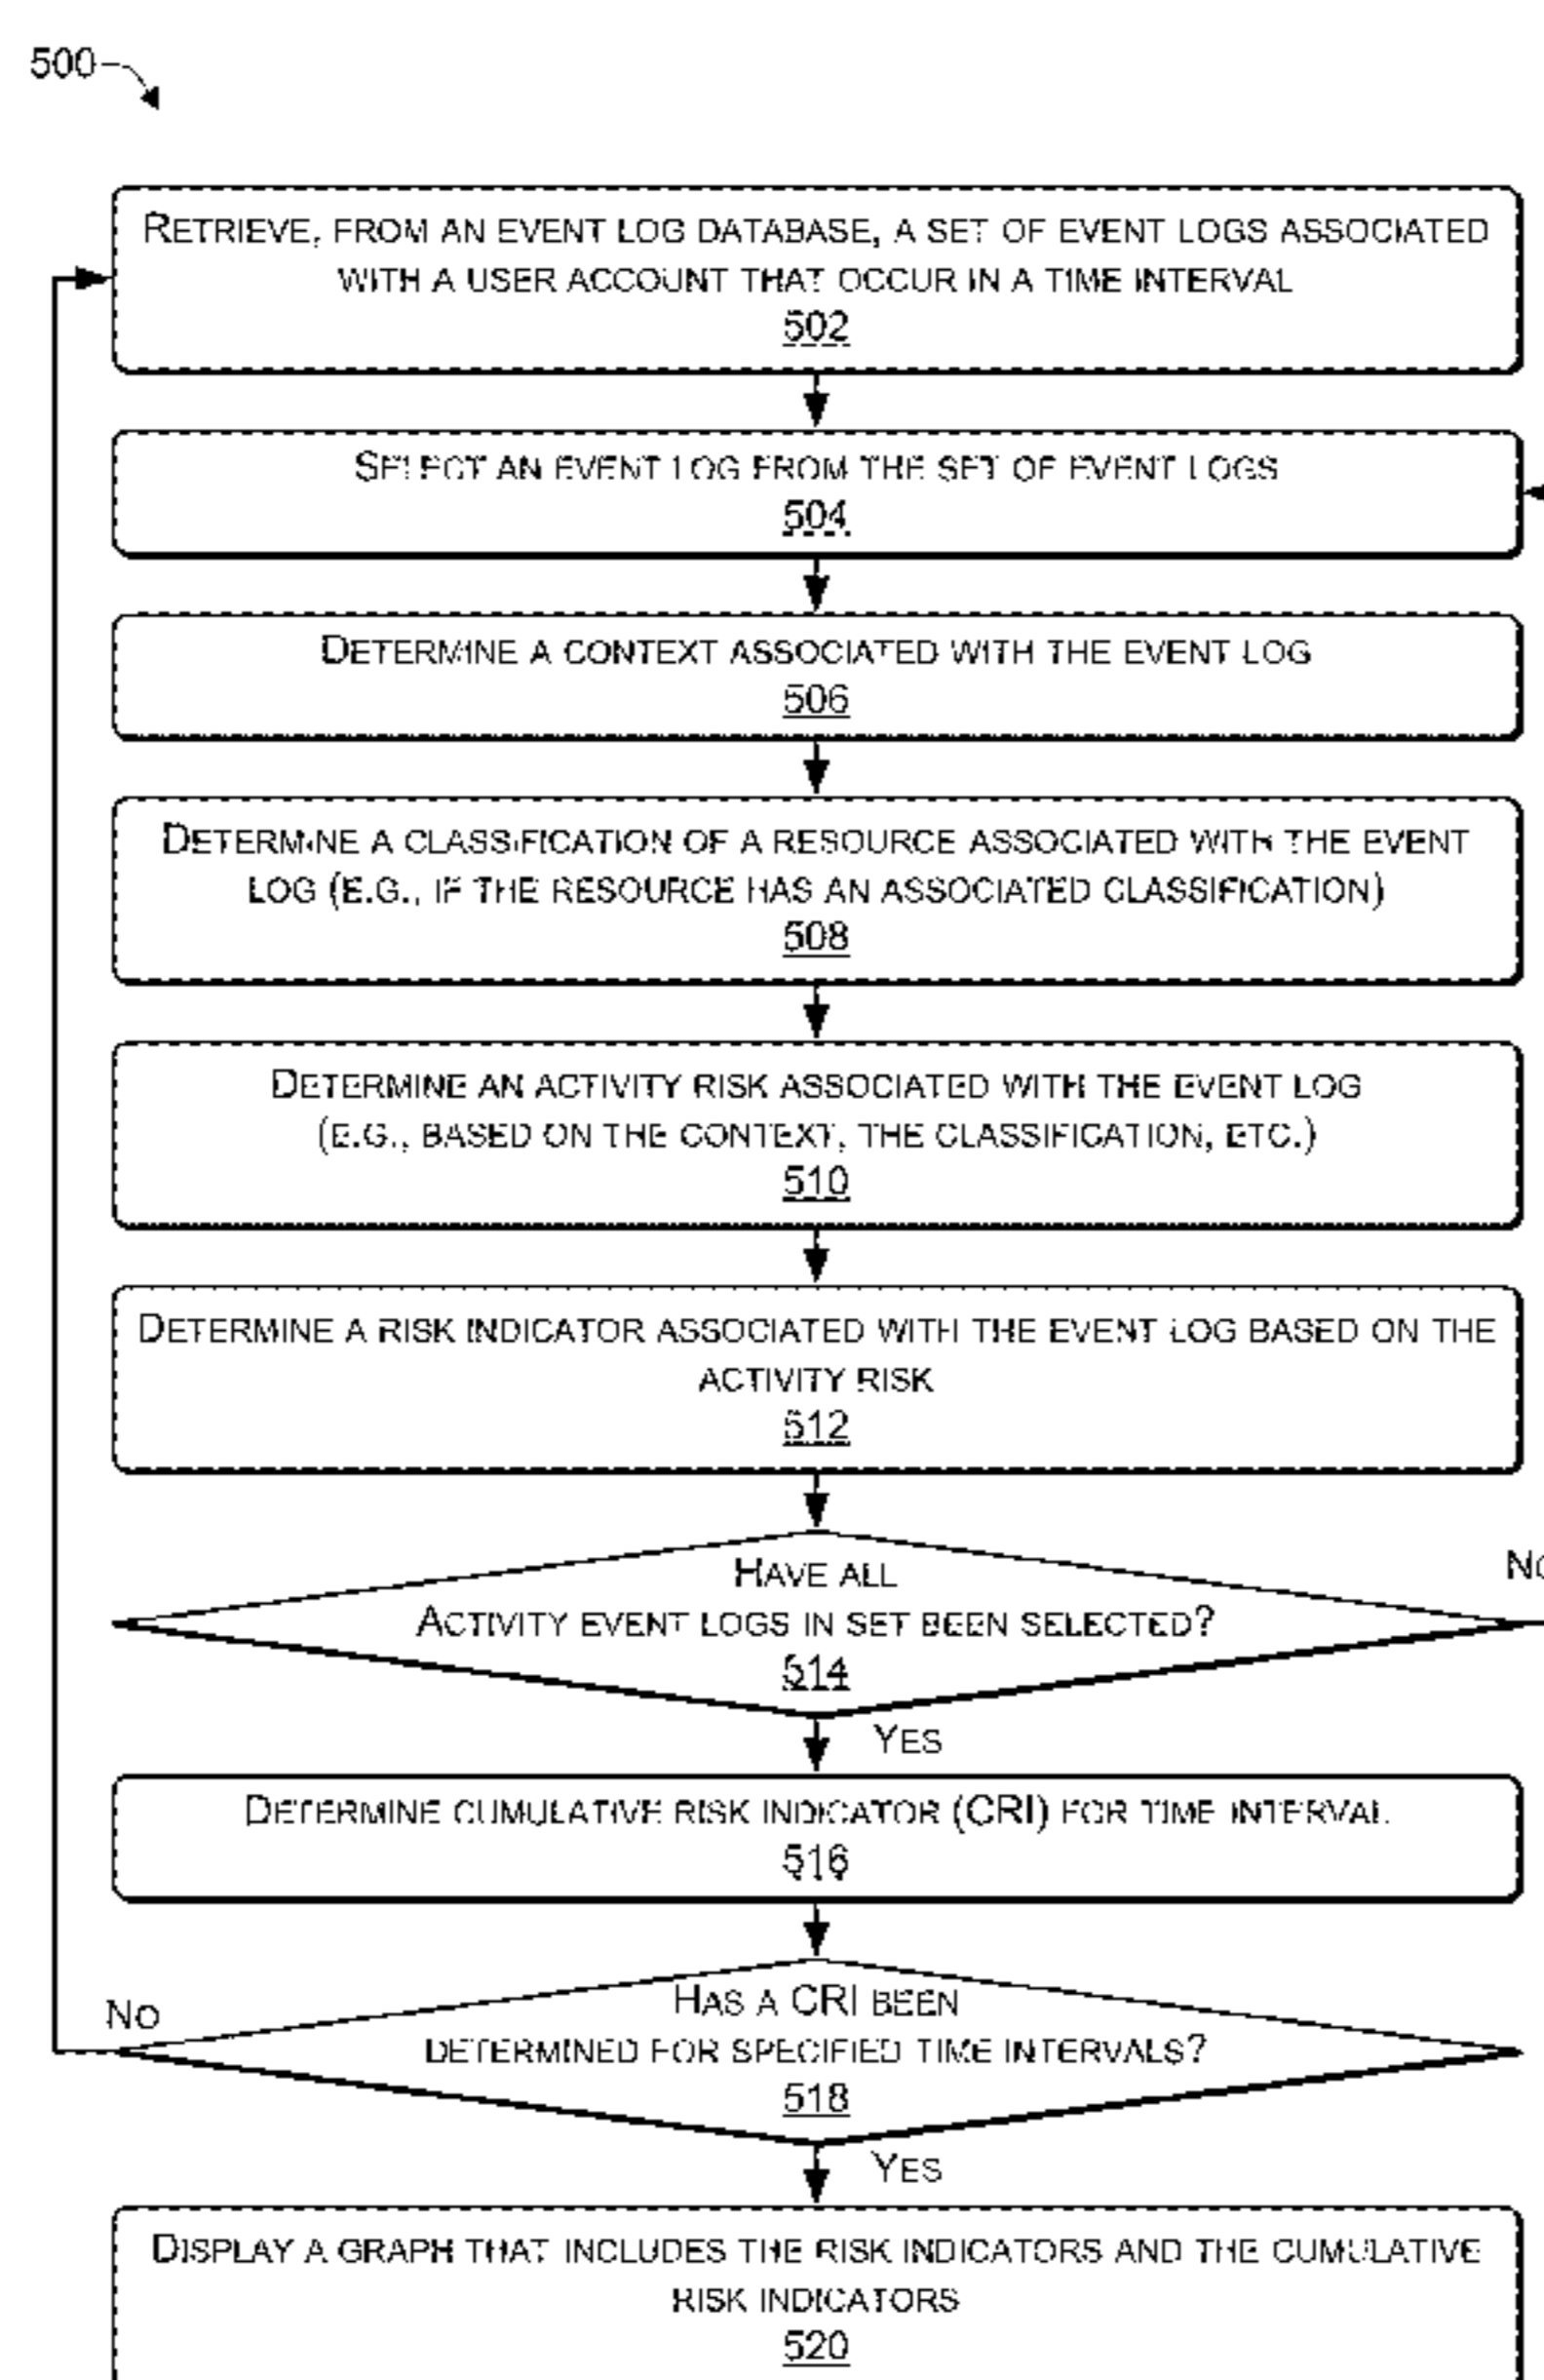 500
RETRIEVE, FROM AN EVENT LOG DATABASE, A SET OF EVENT LOGS ASSOCIATED
WITH A USER ACCOUNT THAT OCCUR IN A TIME INTERVAL
502
SELECT AN EVENT LOG FROM THE SET OF EVENT LOGS
504
DETERMINE A CONTEXT ASSOCIATED WITH THE EVENT LOG
506
DETERMINE A CLASSIFICATION OF A RESOURCE ASSOCIATED WITH THE EVENT
LOG (E.G., IF THE RESOURCE HAS AN ASSOCIATED CLASSIFICATION)
508
DETERMINE AN ACTIVITY RISK ASSOCIATED WITH THE EVENT LOG
(E.G., BASED ON THE CONTEXT, THE CLASSIFICATION, ETC.)
510
DETERMINE A RISK INDICATOR ASSOCIATED WITH THE EVENT LOG BASED ON THE
ACTIVITY RISK
512
HAVE ALL
ACTIVITY EVENT LOGS IN SET BEEN SELECTED?
514
NO
YES
DETERMINE CUMULATIVE RISK INDICATOR (CRI) FOR TIME INTERVAL
516
HAS A CRI BEEN
DETERMINED FOR SPECIFIED TIME INTERVALS?
518
NO
YES
DISPLAY A GRAPH THAT INCLUDES THE RISK INDICATORS AND THE CUMULATIVE
RISK INDICATORS
520